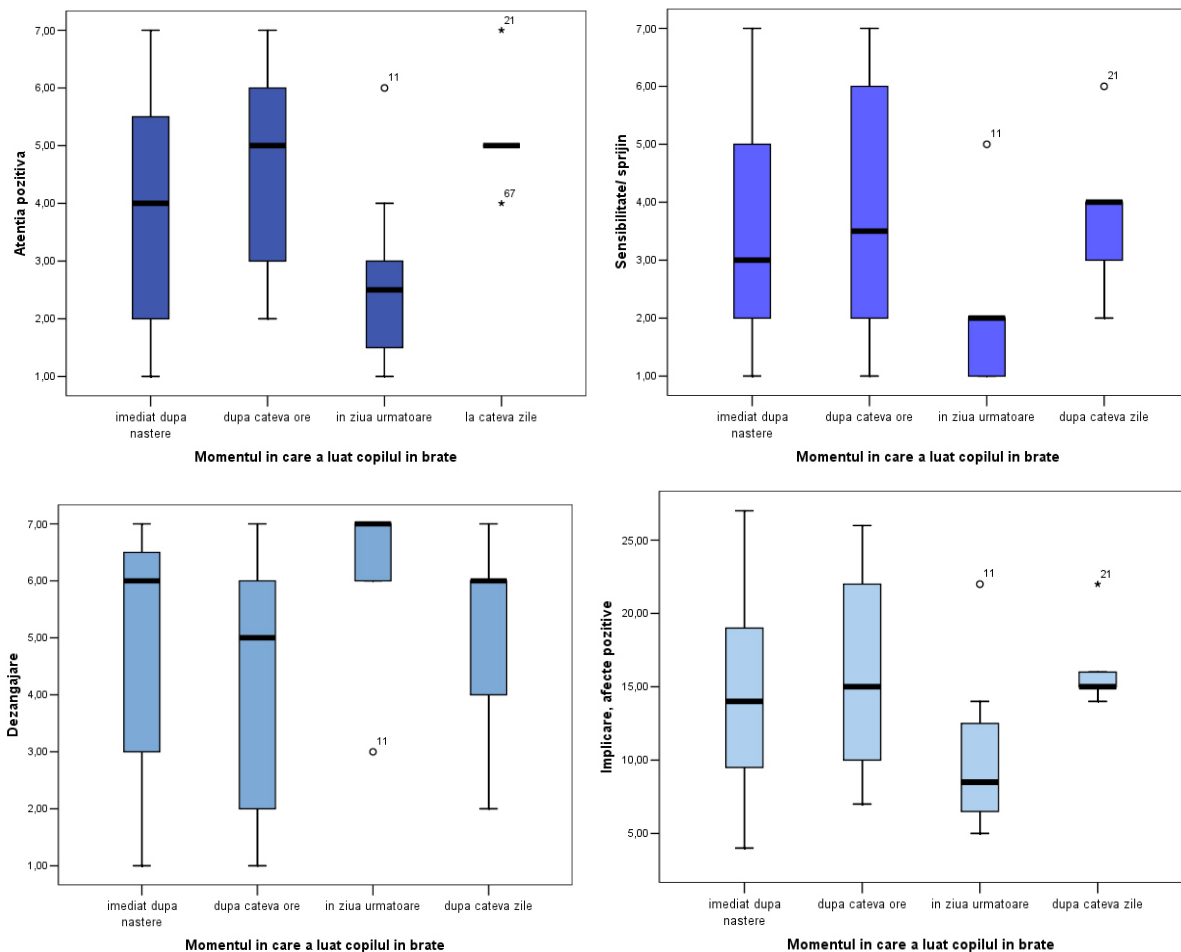 Atentia pozitiva
7,00
6,00
5,00
4,00
3,00
2,00
1,00
21
11
67
imediat dupa
nastere
dupa cateva ore
in ziua urmatoare
la cateva zile
Momentul in care a luat copilul in brate
Sensibilitate/ sprijin
7,00
6,00
5,00
4,00
3,00
2,00
1,00
21
11
imediat dupa
nastere
dupa cateva ore
in ziua urmatoare
dupa cateva zile
Momentul in care a luat copilul in brate
Dezangajare
7,00
6,00
5,00
4,00
3,00
2,00
1,00
11
imediat dupa
nastere
dupa cateva ore
in ziua urmatoare
dupa cateva zile
Momentul in care a luat copilul in brate
Implicare, afecte pozitive
25,00
20,00
15,00
10,00
5,00
11
21
imediat dupa
nastere
dupa cateva ore
in ziua urmatoare
dupa cateva zile
Momentul in care a luat copilul in brate